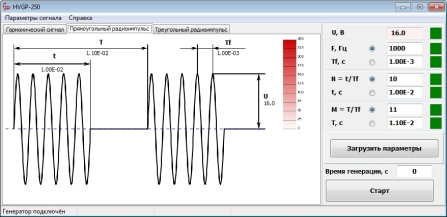 HVGP-250
Параметры сигнала Справка
Гармонический сигнал Прямоугольный радиоимпульс Треугольный радиоимпульс
T
1.10E-02
t
1.00E-02
Tf
1.00E-03
U
16.0
U, В 16.0
F, Гц 1000
Tf, с 1.00E-3
N = t/Tf 10
t, с 1.00E-2
M = T/Tf 11
T, с 1.10E-2
Загрузить параметры
Время генерации, с 0
Старт
Генератор подключён